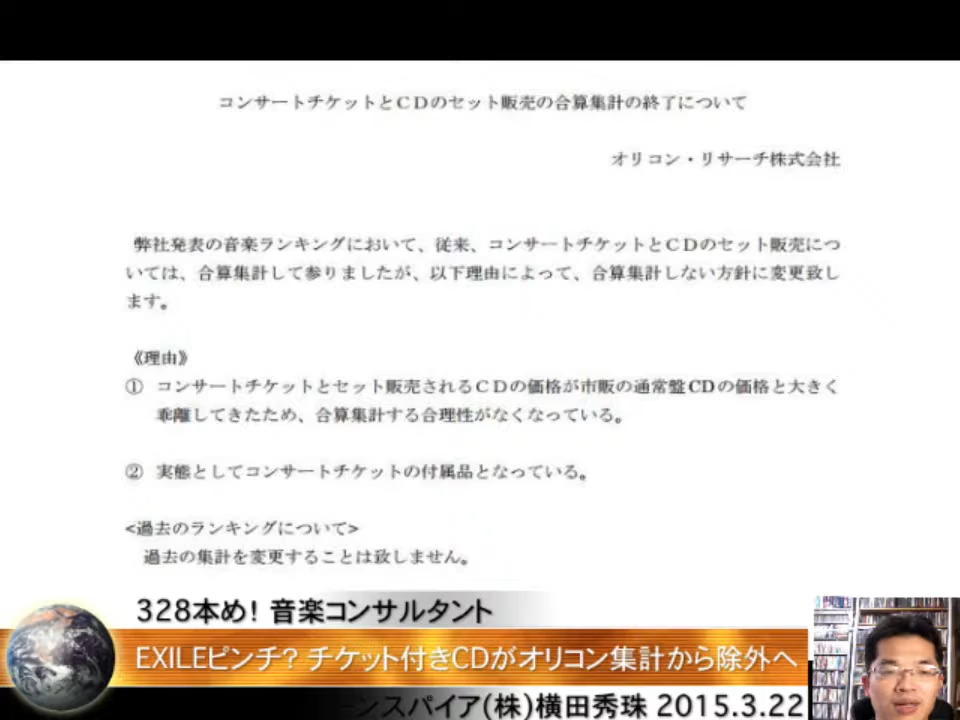 コンサートチケットとCDのセット販売の合算集計の終了について
オリコン・リサーチ株式会社
弊社発表の音楽ランキングにおいて、従来、コンサートチケットとCDのセット販売につ
いては、合算集計して参りましたが、以下理由によって、合算集計しない方針に変更致し
ます。
《理由》
① コンサートチケットとセット販売されるCDの価格が市販の通常盤CDの価格と大きく
乖離してきたため、合算集計する合理性がなくなっている。
② 実態としてコンサートチケットの付属品となっている。
<過去のランキングについて>
過去の集計を変更することは致しません。
328本め! 音楽コンサルタント
EXILEピンチ? チケット付きCDがオリコン集計から除外へ
ーンスパイア(株)横田秀珠 2015.3.22